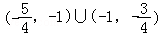 (-5/4, -1)∪(-1, -3/4)